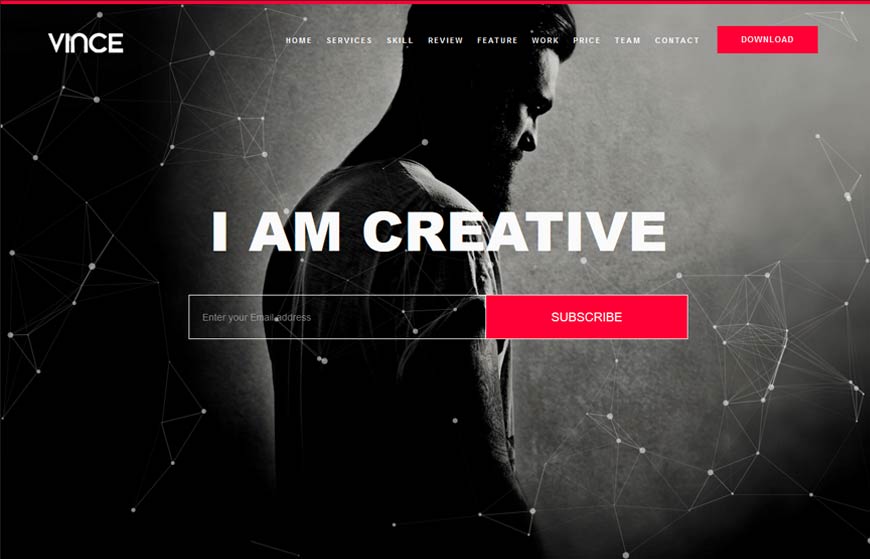 VINCE
HOME SERVICES SKILL REVIEW FEATURE WORK PRICE TEAM CONTACT DOWNLOAD
I AM CREATIVE
Enter your Email address SUBSCRIBE